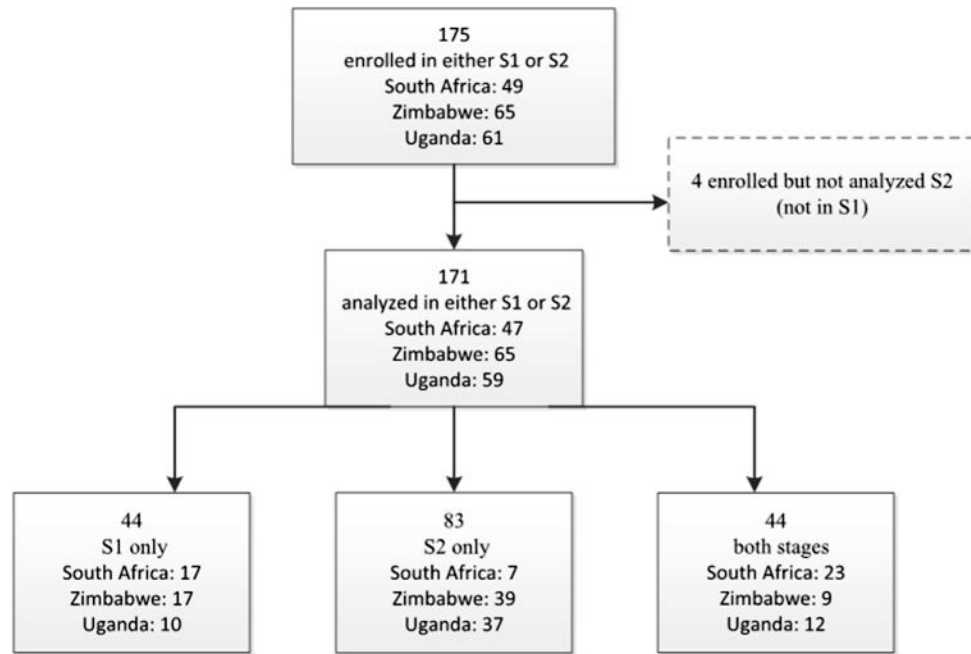 175
enrolled in either S1 or S2
South Africa: 49
Zimbabwe: 65
Uganda: 61
4 enrolled but not analyzed S2
(not in S1)
171
analyzed in either S1 or S2
South Africa: 47
Zimbabwe: 65
Uganda: 59
44
S1 only
South Africa: 17
Zimbabwe: 17
Uganda: 10
83
S2 only
South Africa: 7
Zimbabwe: 39
Uganda: 37
44
both stages
South Africa: 23
Zimbabwe: 9
Uganda: 12